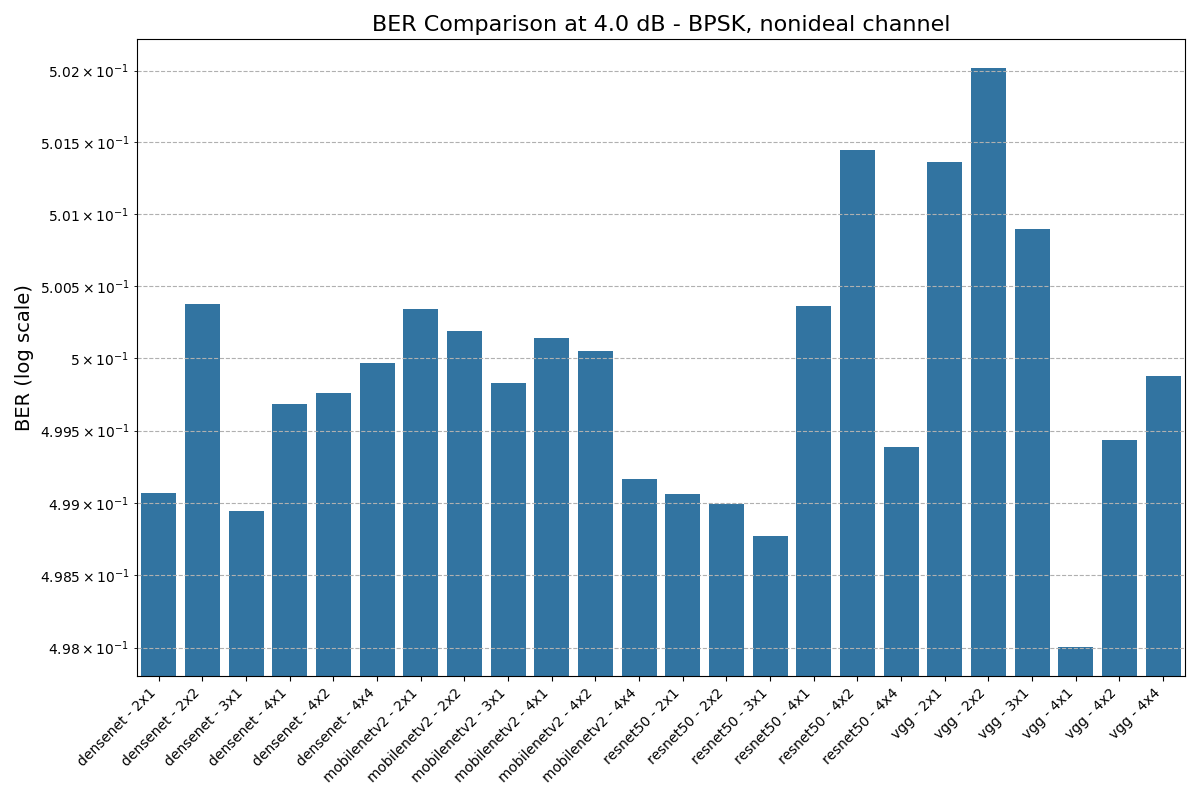 BER Comparison at 4.0 dB - BPSK, nonideal channel
BER (log scale)
5.02 × 10⁻¹
5.015 × 10⁻¹
5.01 × 10⁻¹
5.005 × 10⁻¹
5 × 10⁻¹
4.995 × 10⁻¹
4.99 × 10⁻¹
4.985 × 10⁻¹
4.98 × 10⁻¹
densenet - 2x1
densenet - 2x2
densenet - 3x1
densenet - 4x1
densenet - 4x2
densenet - 4x4
mobilenetv2 - 2x1
mobilenetv2 - 2x2
mobilenetv2 - 3x1
mobilenetv2 - 4x1
mobilenetv2 - 4x2
mobilenetv2 - 4x4
resnet50 - 2x1
resnet50 - 2x2
resnet50 - 3x1
resnet50 - 4x1
resnet50 - 4x2
resnet50 - 4x4
vgg - 2x1
vgg - 2x2
vgg - 3x1
vgg - 4x1
vgg - 4x2
vgg - 4x4